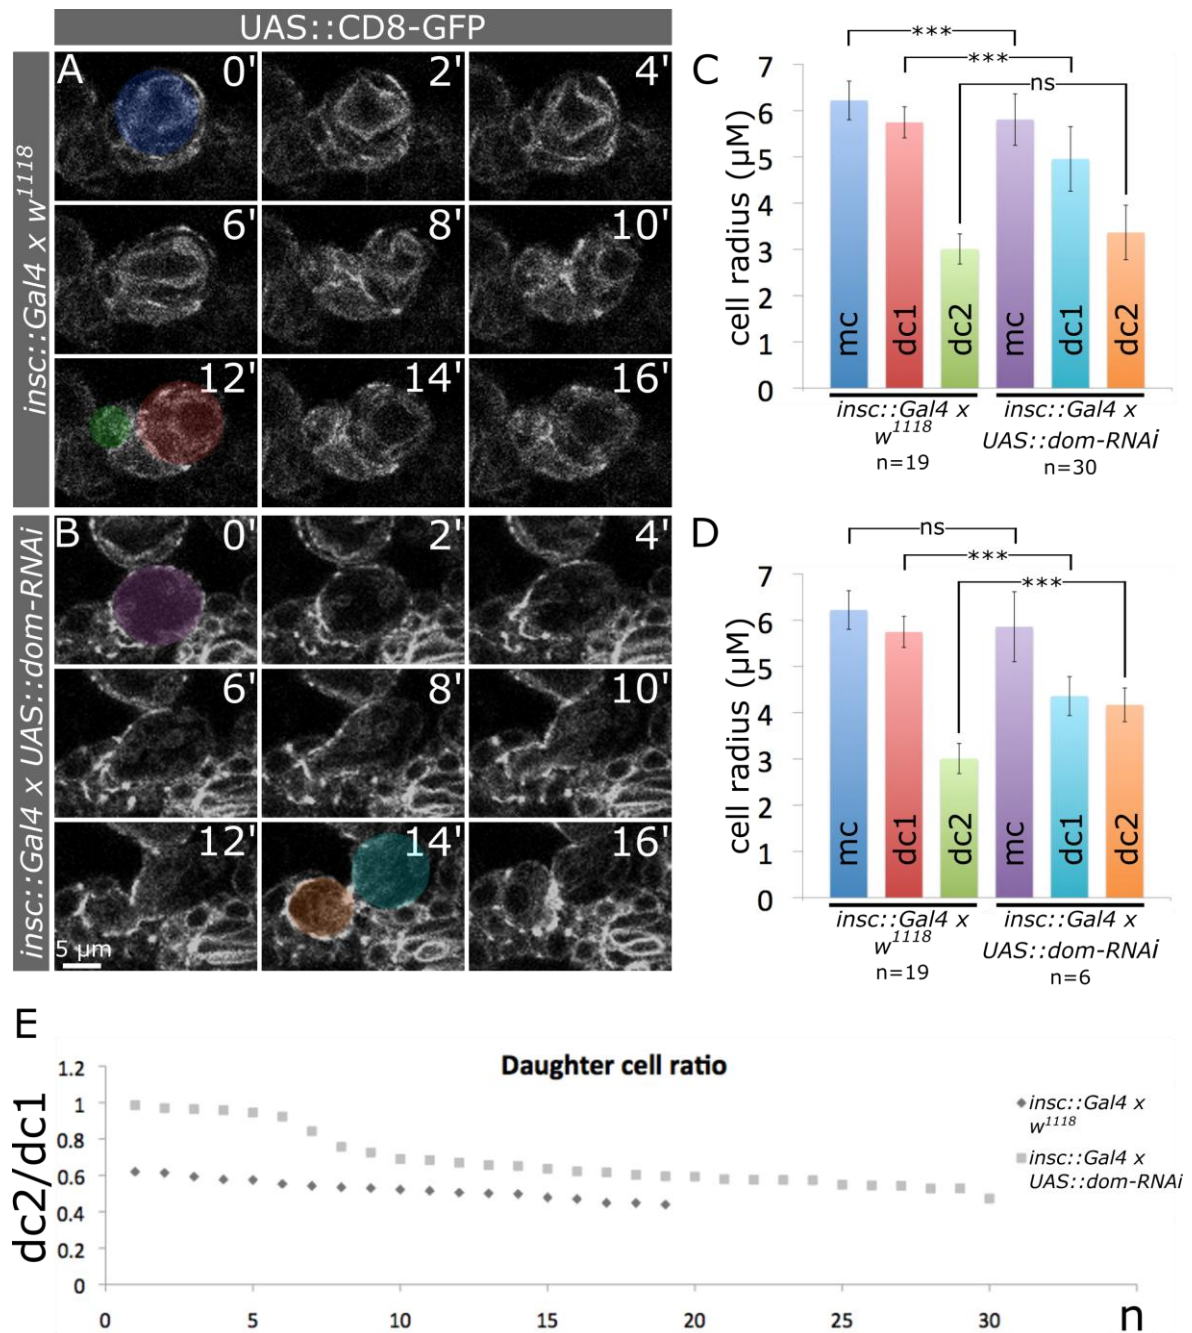 UAS::CD8-GFP
insc::Gal4 x w1118
A
0'
2'
4'
6'
8'
10'
12'
14'
16'
insc::Gal4 x UAS::dom-RNAi
B
0'
2'
4'
6'
8'
10'
12'
14'
16'
5 µm
C
***
***
ns
cell radius (µM)
7
6
5
4
3
2
1
0
mc
dc1
dc2
mc
dc1
dc2
insc::Gal4 x
w1118
n=19
insc::Gal4 x
UAS::dom-RNAi
n=30
D
ns
***
***
cell radius (µM)
7
6
5
4
3
2
1
0
mc
dc1
dc2
mc
dc1
dc2
insc::Gal4 x
w1118
n=19
insc::Gal4 x
UAS::dom-RNAi
n=6
E
Daughter cell ratio
dc2/dc1
1.2
1
0.8
0.6
0.4
0.2
0
0
5
10
15
20
25
30
n
insc::Gal4 x
w1118
insc::Gal4 x
UAS::dom-RNAi